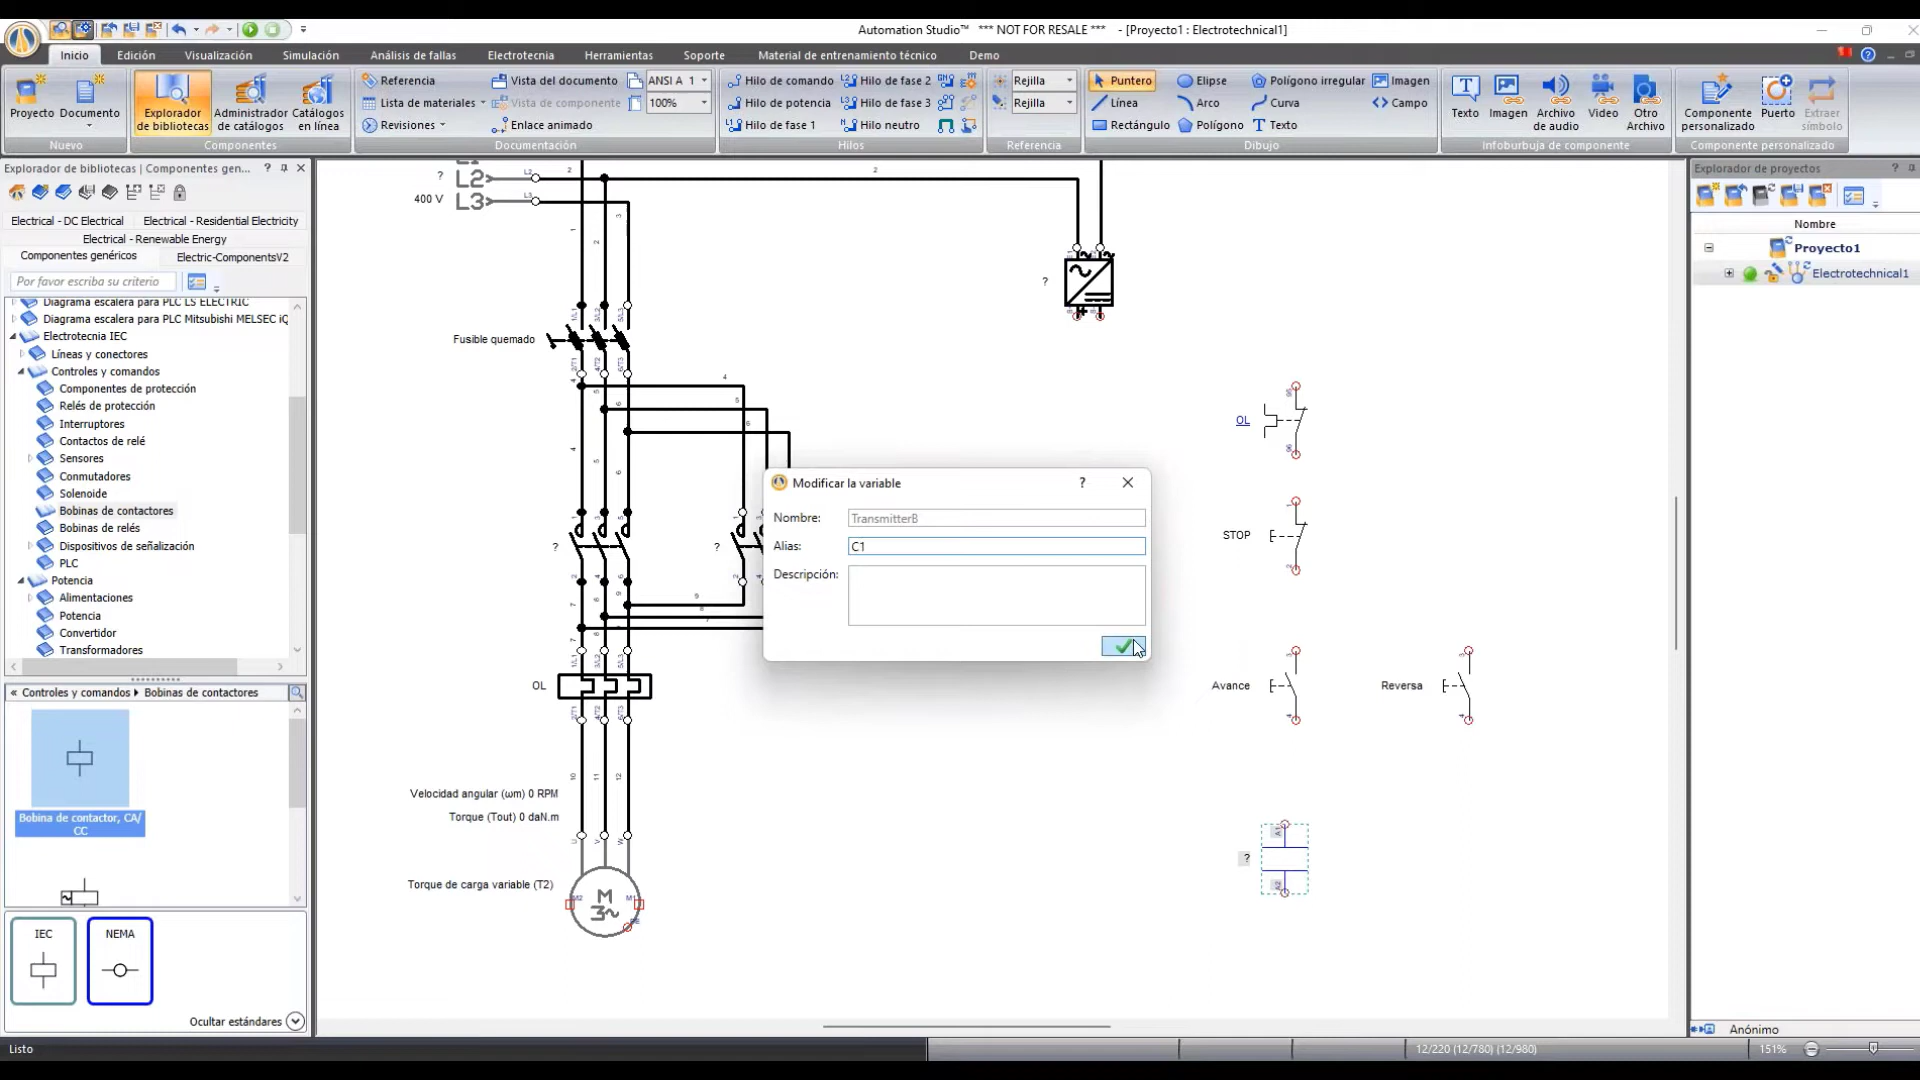 Automation Studio™ *** NOT FOR RESALE *** - [Proyecto1 : Electrotechnical1]
Inicio Edición Visualización Simulación Análisis de fallas Electrotecnia Herramientas Soporte Material de entrenamiento técnico Demo
Proyecto
Documento
Nuevo
Explorador de bibliotecas
Administrador de catálogos
Catálogos en línea
Componentes
Referencia
Lista de materiales
Revisiones
Vista del documento
Vista de componente
Enlace animado
ANSI A 1
100%
Documentación
Hilo de comando
Hilo de potencia
Hilo de fase 1
Hilo de fase 2
Hilo de fase 3
Hilo neutro
Hilos
Rejilla
Rejilla
Referencia
Puntero
Línea
Rectángulo
Elipse
Arco
Polígono
Polígono irregular
Curva
Texto
Imagen
Campo
Dibujo
Texto
Imagen
Archivo de audio
Video
Otro Archivo
Infoburbuja de componente
Componente personalizado
Puerto
Extraer símbolo
Componente personalizado
Explorador de bibliotecas | Componentes gen...
Electrical - DC Electrical
Electrical - Residential Electricity
Electrical - Renewable Energy
Componentes genéricos
Electric-ComponentsV2
Por favor escriba su criterio
Diagrama escalera para PLC LS ELECTRIC
Diagrama escalera para PLC Mitsubishi MELSEC iQ
Electrotecnia IEC
Líneas y conectores
Controles y comandos
Componentes de protección
Relés de protección
Interruptores
Contactos de relé
Sensores
Conmutadores
Solenoide
Bobinas de contactores
Bobinas de relés
Dispositivos de señalización
PLC
Potencia
Alimentaciones
Potencia
Convertidor
Transformadores
« Controles y comandos Bobinas de contactores
Bobina de contactor, CA/
CC
IEC
NEMA
Ocultar estándares
Listo
? L2
400 V L3
L2
L3
2
2
Fusible quemado
?
?
?
OL
Velocidad angular (ωm) 0 RPM
Torque (Tout) 0 daN.m
Torque de carga variable (T2)
M
3~
U V W
10 11 12
OL
STOP
Avance
Reversa
?
A1
A2
Modificar la variable
Nombre: TransmitterB
Alias: C1
Descripción:
Explorador de proyectos
Nombre
Proyecto1
Electrotechnical1
Anónimo
12/220 (12/780) (12/980)
151%